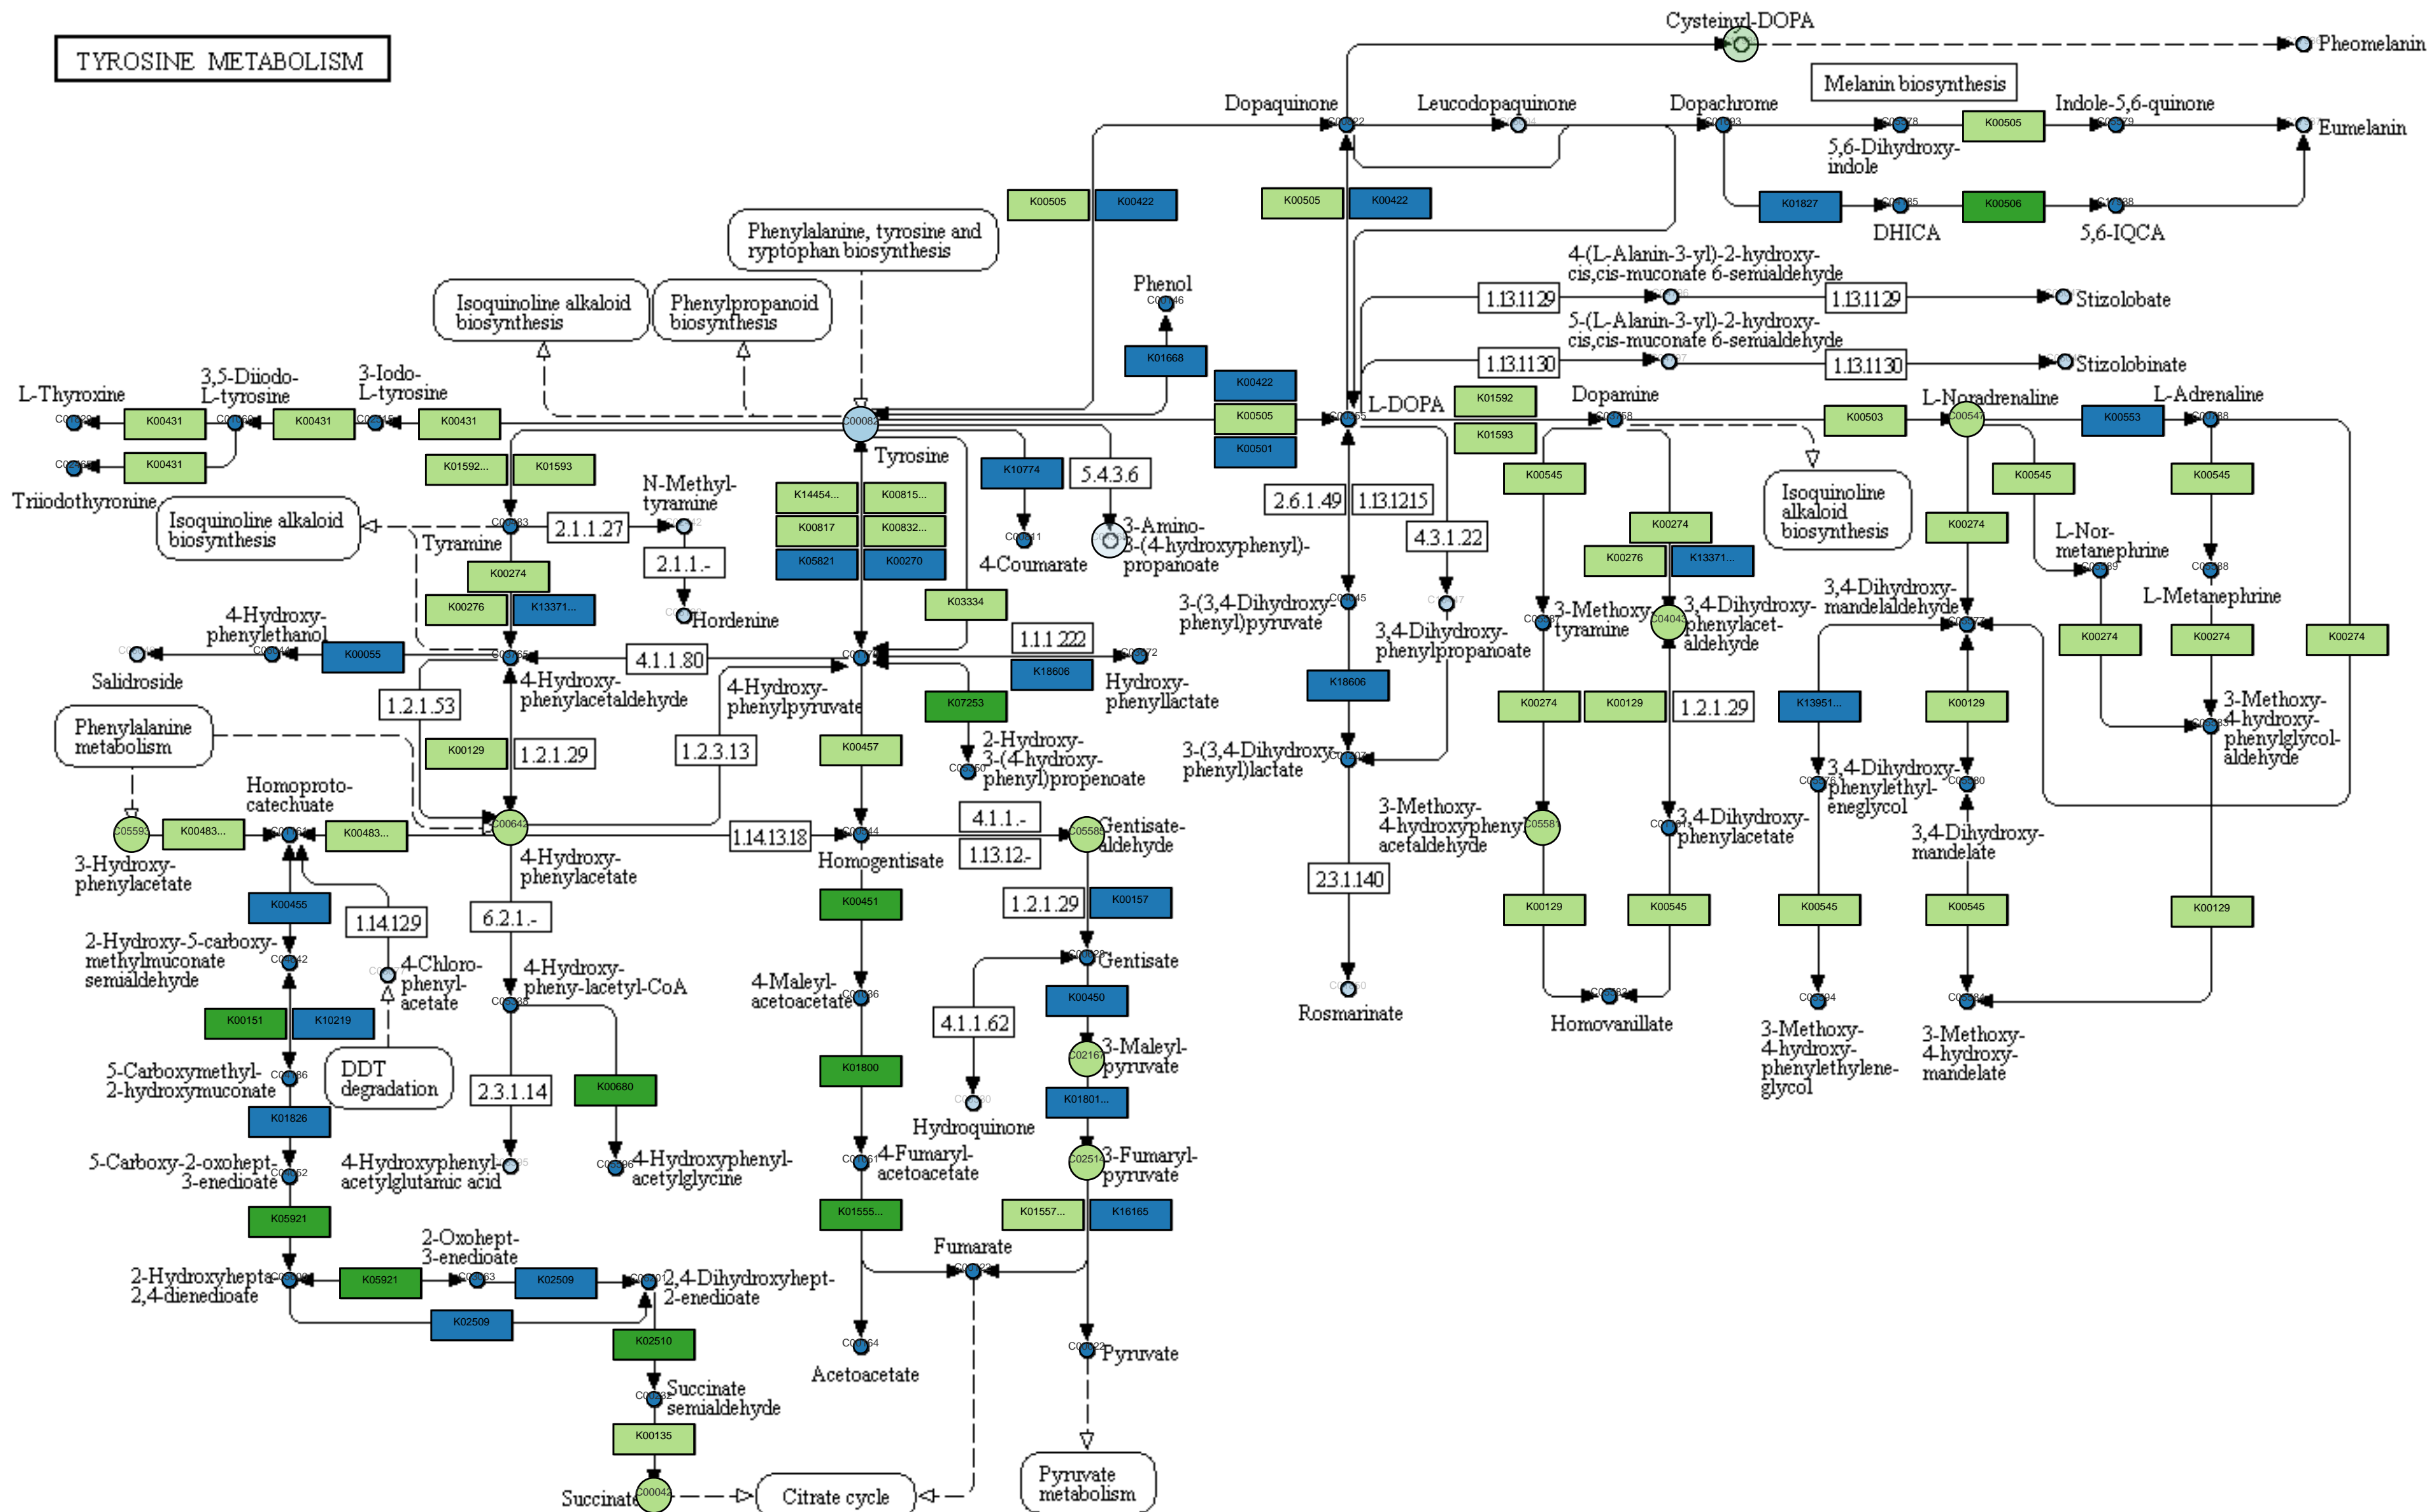 TYROSINE METABOLISM
Cysteinyl-DOPA
Pheomelanin
Melanin biosynthesis
Dopaquinone
Leucodopaquinone
Dopachrome
Indole-5,6-quinone
K00505
Eumelanin
5,6-Dihydroxy-
indole
K00505
K00422
K00505
K00422
K01827
K00506
DHICA
5,6-IQCA
Phenylalanine, tyrosine and
ryptophan biosynthesis
4-(L-Alanin-3-yl)-2-hydroxy-
cis,cis-muconate 6-semialdehyde
1.13.1129
1.13.1129
Stizolobate
Isoquinoline alkaloid
biosynthesis
Phenylpropanoid
biosynthesis
Phenol
5-(L-Alanin-3-yl)-2-hydroxy-
cis,cis-muconate 6-semialdehyde
1.13.1130
1.13.1130
Stizolobinate
K01668
L-Thyroxine
3,5-Diiodo-
L-tyrosine
3-Iodo-
L-tyrosine
K00431
K00431
K00431
C00082
K00422
K00505
K00501
L-DOPA
K01592
K01593
Dopamine
K00503
L-Noradrenaline
C00547
K00553
L-Adrenaline
K00431
Triiodothyronine
K01592...
K01593
Tyrosine
N-Methyl-
tyramine
K14454...
K00815...
K00817
K00832...
K05821
K00270
K10774
5.4.3.6
2.6.1.49
1.13.1215
4.3.1.22
K00545
K00545
K00545
Isoquinoline
alkaloid
biosynthesis
Isoquinoline alkaloid
biosynthesis
Tyramine
2.1.1.27
2.1.1.-
Hordenine
4-Coumarate
3-Amino-
3-(4-hydroxyphenyl)-
propanoate
K00274
K00276
K13371...
K00274
L-Nor-
metanephrine
L-Metanephrine
K00274
K00276
K13371...
K03334
4-Hydroxy-
phenylethanol
K00055
Salidroside
4.1.1.80
1.1.1.222
K18606
Hydroxy-
phenyllactate
3-(3,4-Dihydroxy-
phenyl)pyruvate
3,4-Dihydroxy-
phenylpropanoate
3-Methoxy-
tyramine
C04043
3,4-Dihydroxy-
phenylacet-
aldehyde
3,4-Dihydroxy-
mandelaldehyde
K00274
K00274
K00274
4-Hydroxy-
phenylacetaldehyde
4-Hydroxy-
phenylpyruvate
K07253
K18606
K00274
K00129
1.2.1.29
K13951...
K00129
3-Methoxy-
4-hydroxy-
phenylglycol-
aldehyde
Phenylalanine
metabolism
1.2.1.53
K00129
1.2.1.29
1.2.3.13
K00457
2-Hydroxy-
3-(4-hydroxy-
phenyl)propenoate
3-(3,4-Dihydroxy
phenyl)lactate
3,4-Dihydroxy-
phenylethyl-
eneglycol
Homoproto-
catechuate
C05593
K00483...
K00483...
C00642
1.14.13.18
Homogentisate
4.1.1.-
1.13.12.-
C05585
Gentisate-
aldehyde
3-Methoxy-
4-hydroxyphenyl
acetaldehyde
C05581
3,4-Dihydroxy-
phenylacetate
3,4-Dihydroxy-
mandelate
3-Hydroxy-
phenylacetate
4-Hydroxy-
phenylacetate
K00455
1.14.129
6.2.1.-
K00451
1.2.1.29
K00157
2.3.1.140
K00129
K00545
K00545
K00545
K00129
2-Hydroxy-5-carboxy-
methylmuconate
semialdehyde
4-Chloro-
phenyl-
acetate
4-Hydroxy-
pheny-lacetyl-CoA
4-Maleyl-
acetoacetate
Gentisate
K00450
4.1.1.62
Rosmarinate
Homovanillate
3-Methoxy-
4-hydroxy-
phenylethylene-
glycol
3-Methoxy-
4-hydroxy-
mandelate
K00151
K10219
DDT
degradation
2.3.1.14
K00680
K01800
C02167
3-Maleyl-
pyruvate
5-Carboxymethyl-
2-hydroxymuconate
K01826
Hydroquinone
K01801...
5-Carboxy-2-oxohept-
3-enedioate
4-Hydroxyphenyl-
acetylglutamic acid
4-Hydroxyphenyl-
acetylglycine
4-Fumaryl-
acetoacetate
C02514
3-Fumaryl-
pyruvate
K05921
K01555...
K01557...
K16165
2-Oxohept-
3-enedioate
Fumarate
2-Hydroxyhepta-
2,4-dienedioate
K05921
K02509
2,4-Dihydroxyhept-
2-enedioate
K02509
K02510
Acetoacetate
Pyruvate
Succinate
semialdehyde
K00135
Succinate
C00042
Citrate cycle
Pyruvate
metabolism